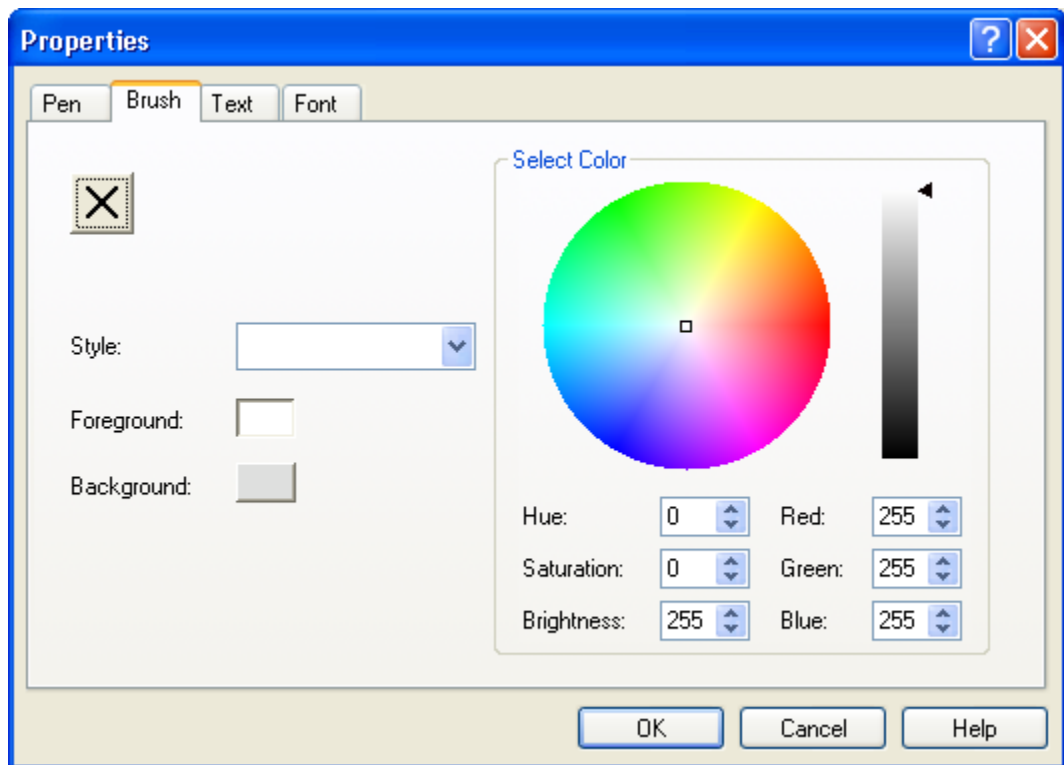 Properties
?
Pen Brush Text Font
Select Color
Style:
Foreground:
Background:
Hue: 0 Red: 255
Saturation: 0 Green: 255
Brightness: 255 Blue: 255
OK Cancel Help